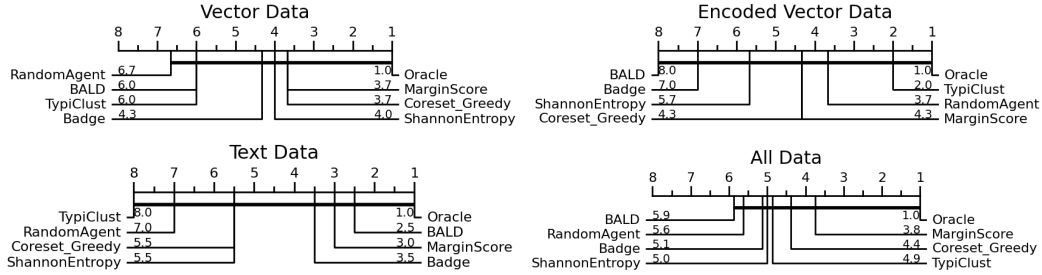 Vector Data
8 7 6 5 4 3 2 1
RandomAgent 6.7 1.0 Oracle
BALD 6.0 3.7 MarginScore
TypiClust 6.0 3.7 Coreset_Greedy
Badge 4.3 4.0 ShannonEntropy
Encoded Vector Data
8 7 6 5 4 3 2 1
BALD 8.0 1.0 Oracle
Badge 7.0 2.0 TypiClust
ShannonEntropy 5.7 3.7 RandomAgent
Coreset_Greedy 4.3 4.3 MarginScore
Text Data
8 7 6 5 4 3 2 1
TypiClust 8.0 1.0 Oracle
RandomAgent 7.0 2.5 BALD
Coreset_Greedy 5.5 3.0 MarginScore
ShannonEntropy 5.5 3.5 Badge
All Data
8 7 6 5 4 3 2 1
BALD 5.9 1.0 Oracle
RandomAgent 5.6 3.8 MarginScore
Badge 5.1 4.4 Coreset_Greedy
ShannonEntropy 5.0 4.9 TypiClust